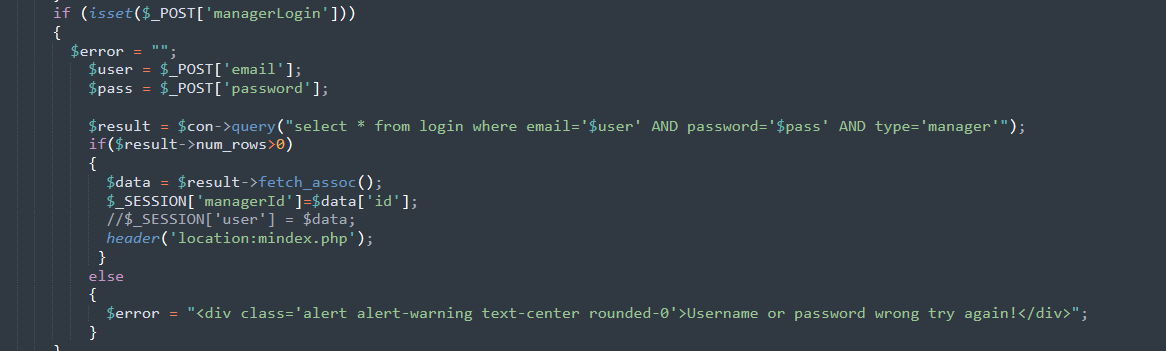 if (isset($_POST['managerLogin']))
{
$error = "";
$user = $_POST['email'];
$pass = $_POST['password'];
$result = $con->query("select * from login where email='$user' AND password='$pass' AND type='manager'");
if($result->num_rows>0)
{
$data = $result->fetch_assoc();
$_SESSION['managerId']=$data['id'];
//$_SESSION['user'] = $data;
header('location:mindex.php');
}
else
{
$error = "<div class='alert alert-warning text-center rounded-0'>Username or password wrong try again!</div>";
}
}